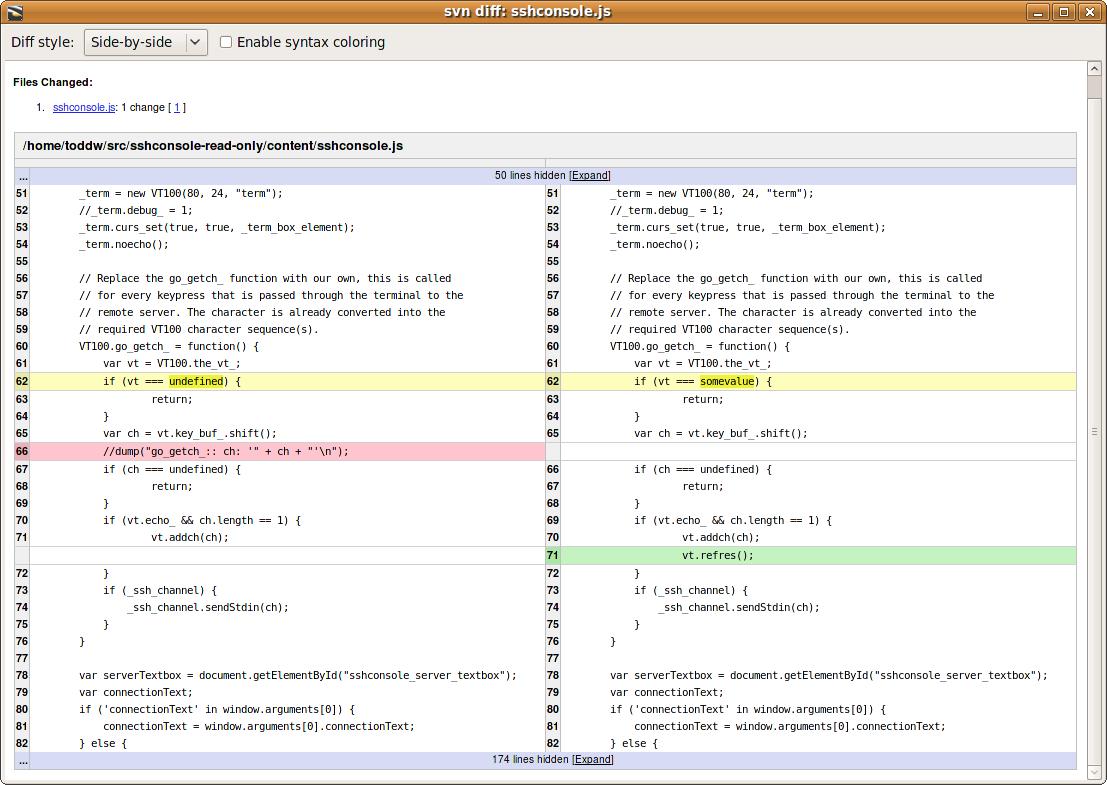 svn diff: sshconsole.js
Diff style: Side-by-side Enable syntax coloring
Files Changed:
1. sshconsole.js: 1 change [ 1 ]
/home/toddw/src/sshconsole-read-only/content/sshconsole.js
... 50 lines hidden [Expand]
51 _term = new VT100(80, 24, "term"); 51 _term = new VT100(80, 24, "term");
52 //_term.debug_ = 1; 52 //_term.debug_ = 1;
53 _term.curs_set(true, true, _term_box_element); 53 _term.curs_set(true, true, _term_box_element);
54 _term.noecho(); 54 _term.noecho();
55 55
56 // Replace the go_getch_ function with our own, this is called 56 // Replace the go_getch_ function with our own, this is called
57 // for every keypress that is passed through the terminal to the 57 // for every keypress that is passed through the terminal to the
58 // remote server. The character is already converted into the 58 // remote server. The character is already converted into the
59 // required VT100 character sequence(s). 59 // required VT100 character sequence(s).
60 VT100.go_getch_ = function() { 60 VT100.go_getch_ = function() {
61 var vt = VT100.the_vt_; 61 var vt = VT100.the_vt_;
62 if (vt === undefined) { 62 if (vt === somevalue) {
63 return; 63 return;
64 } 64 }
65 var ch = vt.key_buf_.shift(); 65 var ch = vt.key_buf_.shift();
66 //dump("go_getch_:: ch: '" + ch + "'\n");
67 if (ch === undefined) { 66 if (ch === undefined) {
68 return; 67 return;
69 } 68 }
70 if (vt.echo_ && ch.length == 1) { 69 if (vt.echo_ && ch.length == 1) {
71 vt.addch(ch); 70 vt.addch(ch);
71 vt.refres();
72 } 72 }
73 if (_ssh_channel) { 73 if (_ssh_channel) {
74 _ssh_channel.sendStdin(ch); 74 _ssh_channel.sendStdin(ch);
75 } 75 }
76 } 76 }
77 77
78 var serverTextbox = document.getElementById("sshconsole_server_textbox"); 78 var serverTextbox = document.getElementById("sshconsole_server_textbox");
79 var connectionText; 79 var connectionText;
80 if ('connectionText' in window.arguments[0]) { 80 if ('connectionText' in window.arguments[0]) {
81 connectionText = window.arguments[0].connectionText; 81 connectionText = window.arguments[0].connectionText;
82 } else { 82 } else {
... 174 lines hidden [Expand]